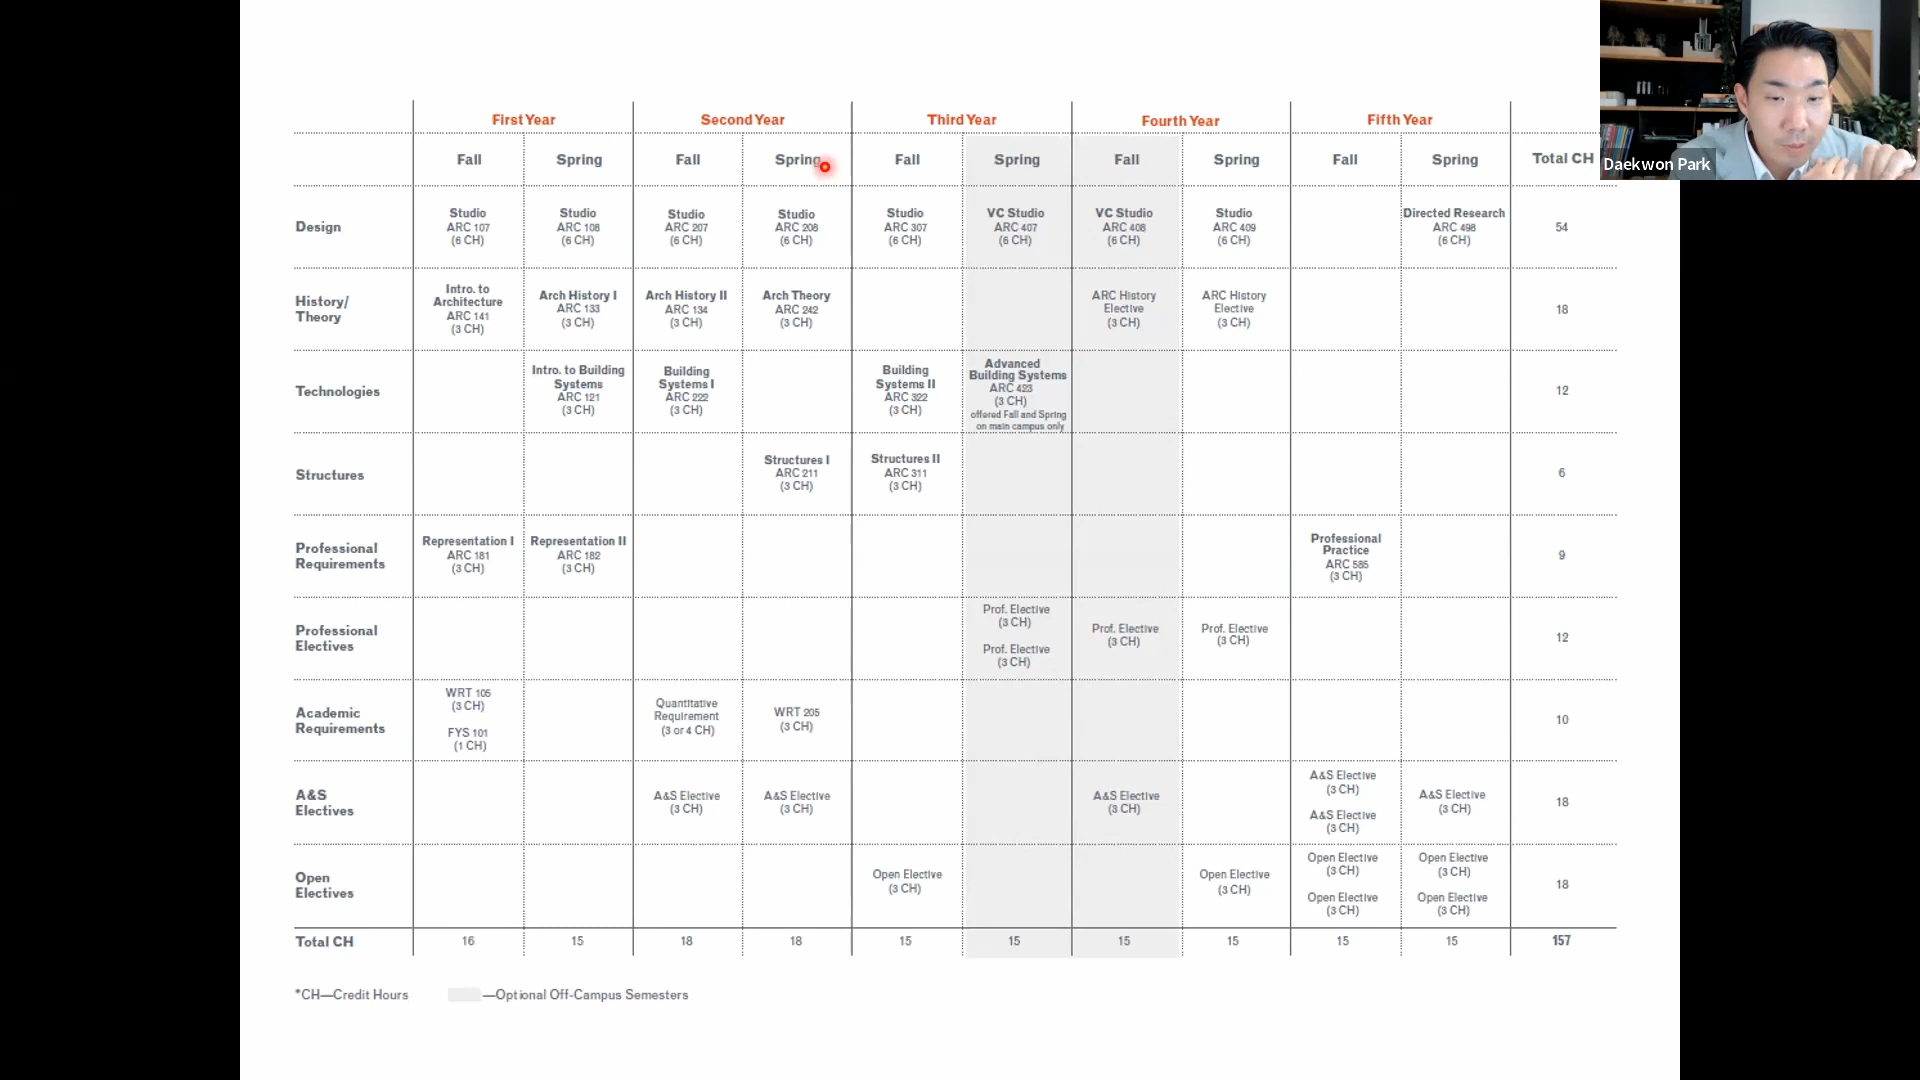 First Year Second Year Third Year Fourth Year Fifth Year
Fall Spring Fall Spring Fall Spring Fall Spring Fall Spring Total CH
Daekwon Park
Design
Studio
ARC 107
(6 CH)
Studio
ARC 108
(6 CH)
Studio
ARC 207
(6 CH)
Studio
ARC 208
(6 CH)
Studio
ARC 307
(6 CH)
VC Studio
ARC 407
(6 CH)
VC Studio
ARC 408
(6 CH)
Studio
ARC 409
(6 CH)
Directed Research
ARC 498
(6 CH)
54
History/
Theory
Intro. to
Architecture
ARC 141
(3 CH)
Arch History I
ARC 133
(3 CH)
Arch History II
ARC 134
(3 CH)
Arch Theory
ARC 242
(3 CH)
ARC History
Elective
(3 CH)
ARC History
Elective
(3 CH)
18
Technologies
Intro. to Building
Systems
ARC 121
(3 CH)
Building
Systems I
ARC 222
(3 CH)
Building
Systems II
ARC 322
(3 CH)
Advanced
Building Systems
ARC 423
(3 CH)
offered Fall and Spring
on main campus only
12
Structures
Structures I
ARC 211
(3 CH)
Structures II
ARC 311
(3 CH)
6
Professional
Requirements
Representation I
ARC 181
(3 CH)
Representation II
ARC 182
(3 CH)
Professional
Practice
ARC 585
(3 CH)
9
Professional
Electives
Prof. Elective
(3 CH)
Prof. Elective
(3 CH)
Prof. Elective
(3 CH)
Prof. Elective
(3 CH)
12
Academic
Requirements
WRT 105
(3 CH)
FYS 101
(1 CH)
Quantitative
Requirement
(3 or 4 CH)
WRT 205
(3 CH)
10
A&S
Electives
A&S Elective
(3 CH)
A&S Elective
(3 CH)
A&S Elective
(3 CH)
A&S Elective
(3 CH)
A&S Elective
(3 CH)
A&S Elective
(3 CH)
18
Open
Electives
Open Elective
(3 CH)
Open Elective
(3 CH)
Open Elective
(3 CH)
Open Elective
(3 CH)
Open Elective
(3 CH)
Open Elective
(3 CH)
18
Total CH 16 15 18 18 15 15 15 15 15 15 157
*CH—Credit Hours —Optional Off-Campus Semesters